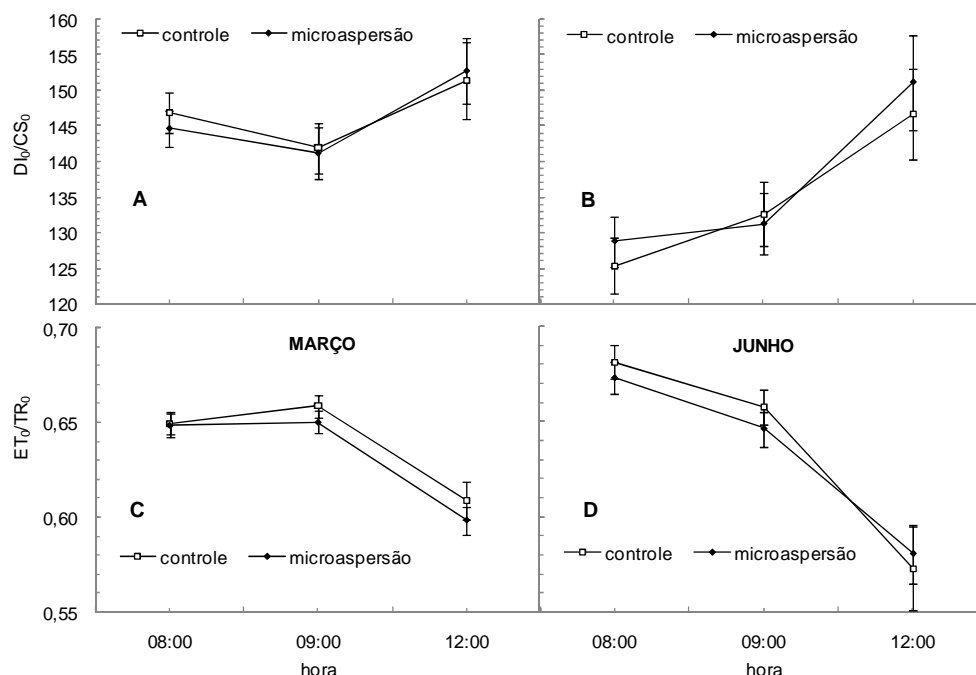 DI₀/CS₀
160
155
150
145
140
135
130
125
120
controle
microaspersão
A
controle
microaspersão
B
ET₀/TR₀
0,70
0,65
0,60
0,55
MARÇO
C
controle
microaspersão
JUNHO
D
controle
microaspersão
08:00 09:00 12:00
hora
08:00 09:00 12:00
hora